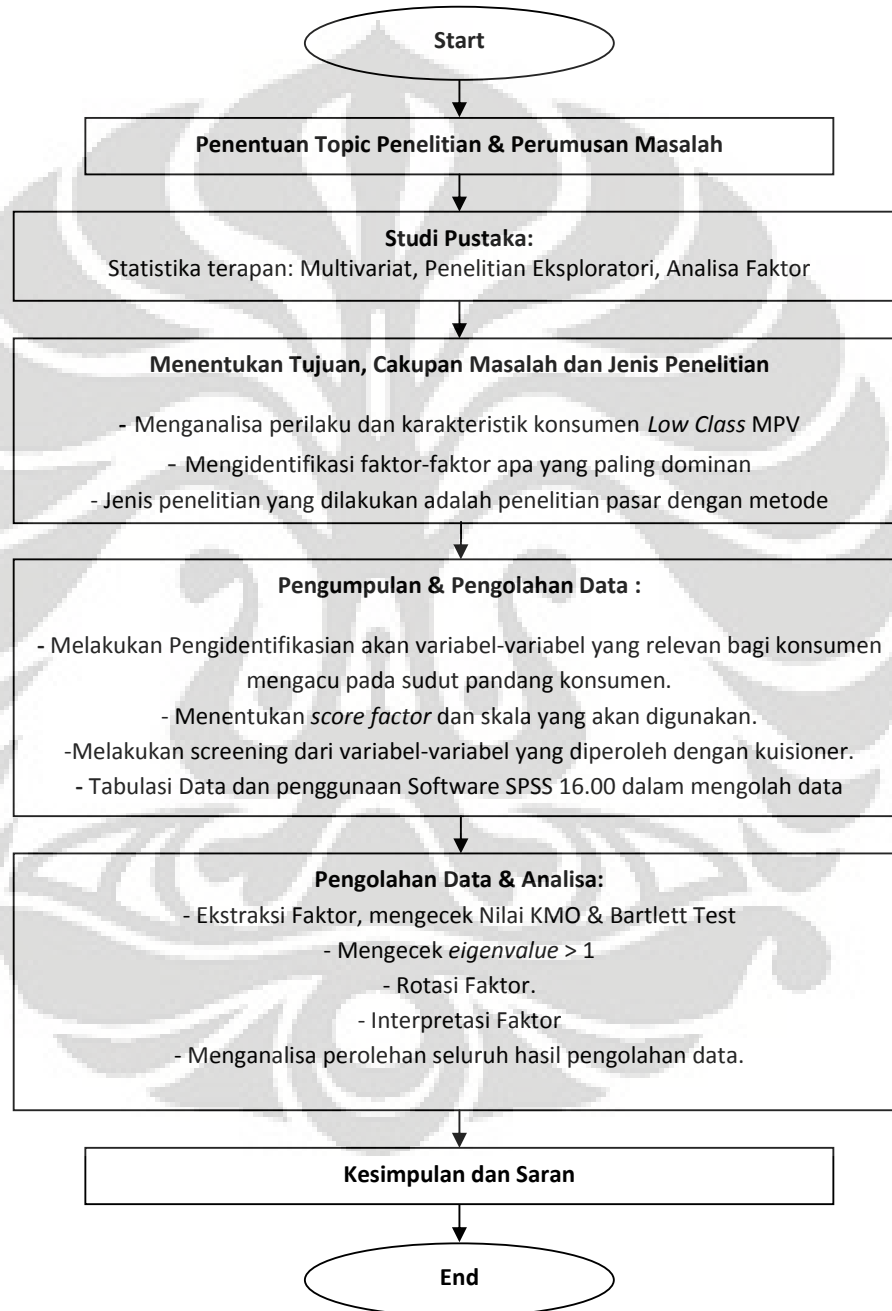 Start
Penentuan Topic Penelitian & Perumusan Masalah
Studi Pustaka:
Statistika terapan: Multivariat, Penelitian Eksploratori, Analisa Faktor
Menentukan Tujuan, Cakupan Masalah dan Jenis Penelitian
- Menganalisa perilaku dan karakteristik konsumen Low Class MPV
- Mengidentifikasi faktor-faktor apa yang paling dominan
- Jenis penelitian yang dilakukan adalah penelitian pasar dengan metode
Pengumpulan & Pengolahan Data :
- Melakukan Pengidentifikasian akan variabel-variabel yang relevan bagi konsumen
mengacu pada sudut pandang konsumen.
- Menentukan score factor dan skala yang akan digunakan.
-Melakukan screening dari variabel-variabel yang diperoleh dengan kuisioner.
- Tabulasi Data dan penggunaan Software SPSS 16.00 dalam mengolah data
Pengolahan Data & Analisa:
- Ekstraksi Faktor, mengecek Nilai KMO & Bartlett Test
- Mengecek eigenvalue > 1
- Rotasi Faktor.
- Interpretasi Faktor
- Menganalisa perolehan seluruh hasil pengolahan data.
Kesimpulan dan Saran
End